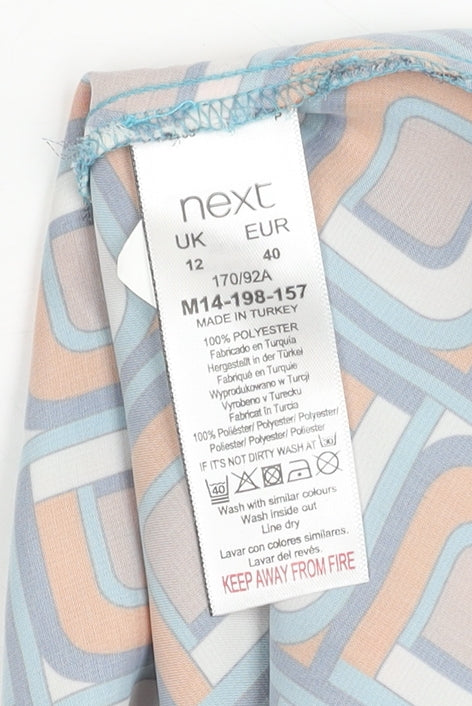 next
UK EUR
12 40
170/92A
M14-198-157
MADE IN TURKEY
100% POLYESTER
Fabricado en Turquía
Hergestellt in der Türkei
Fabriqué en Turquie
Wyprodukowano w Turcji
Vyrobeno v Turecku
Fabricat în Turcia
100% Poliéster/ Polyester/ Polyester/
Poliester/ Polyester/ Poliester
IF IT'S NOT DIRTY WASH AT 30
40
Wash with similar colours
Wash inside out
Line dry
Lavar con colores similares.
Lavar del revés.
KEEP AWAY FROM FIRE